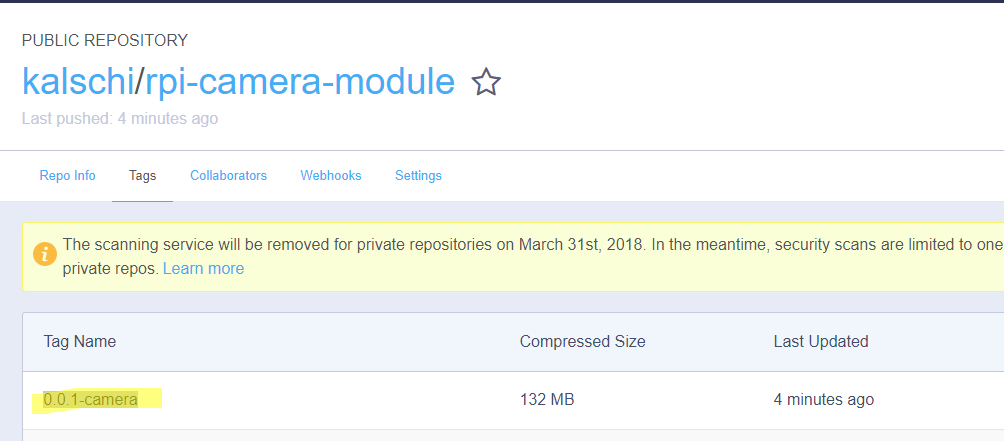 PUBLIC REPOSITORY
kalschi/rpi-camera-module
Last pushed: 4 minutes ago
Repo Info Tags Collaborators Webhooks Settings
The scanning service will be removed for private repositories on March 31st, 2018. In the meantime, security scans are limited to one
private repos. Learn more
Tag Name Compressed Size Last Updated
0.0.1-camera 132 MB 4 minutes ago